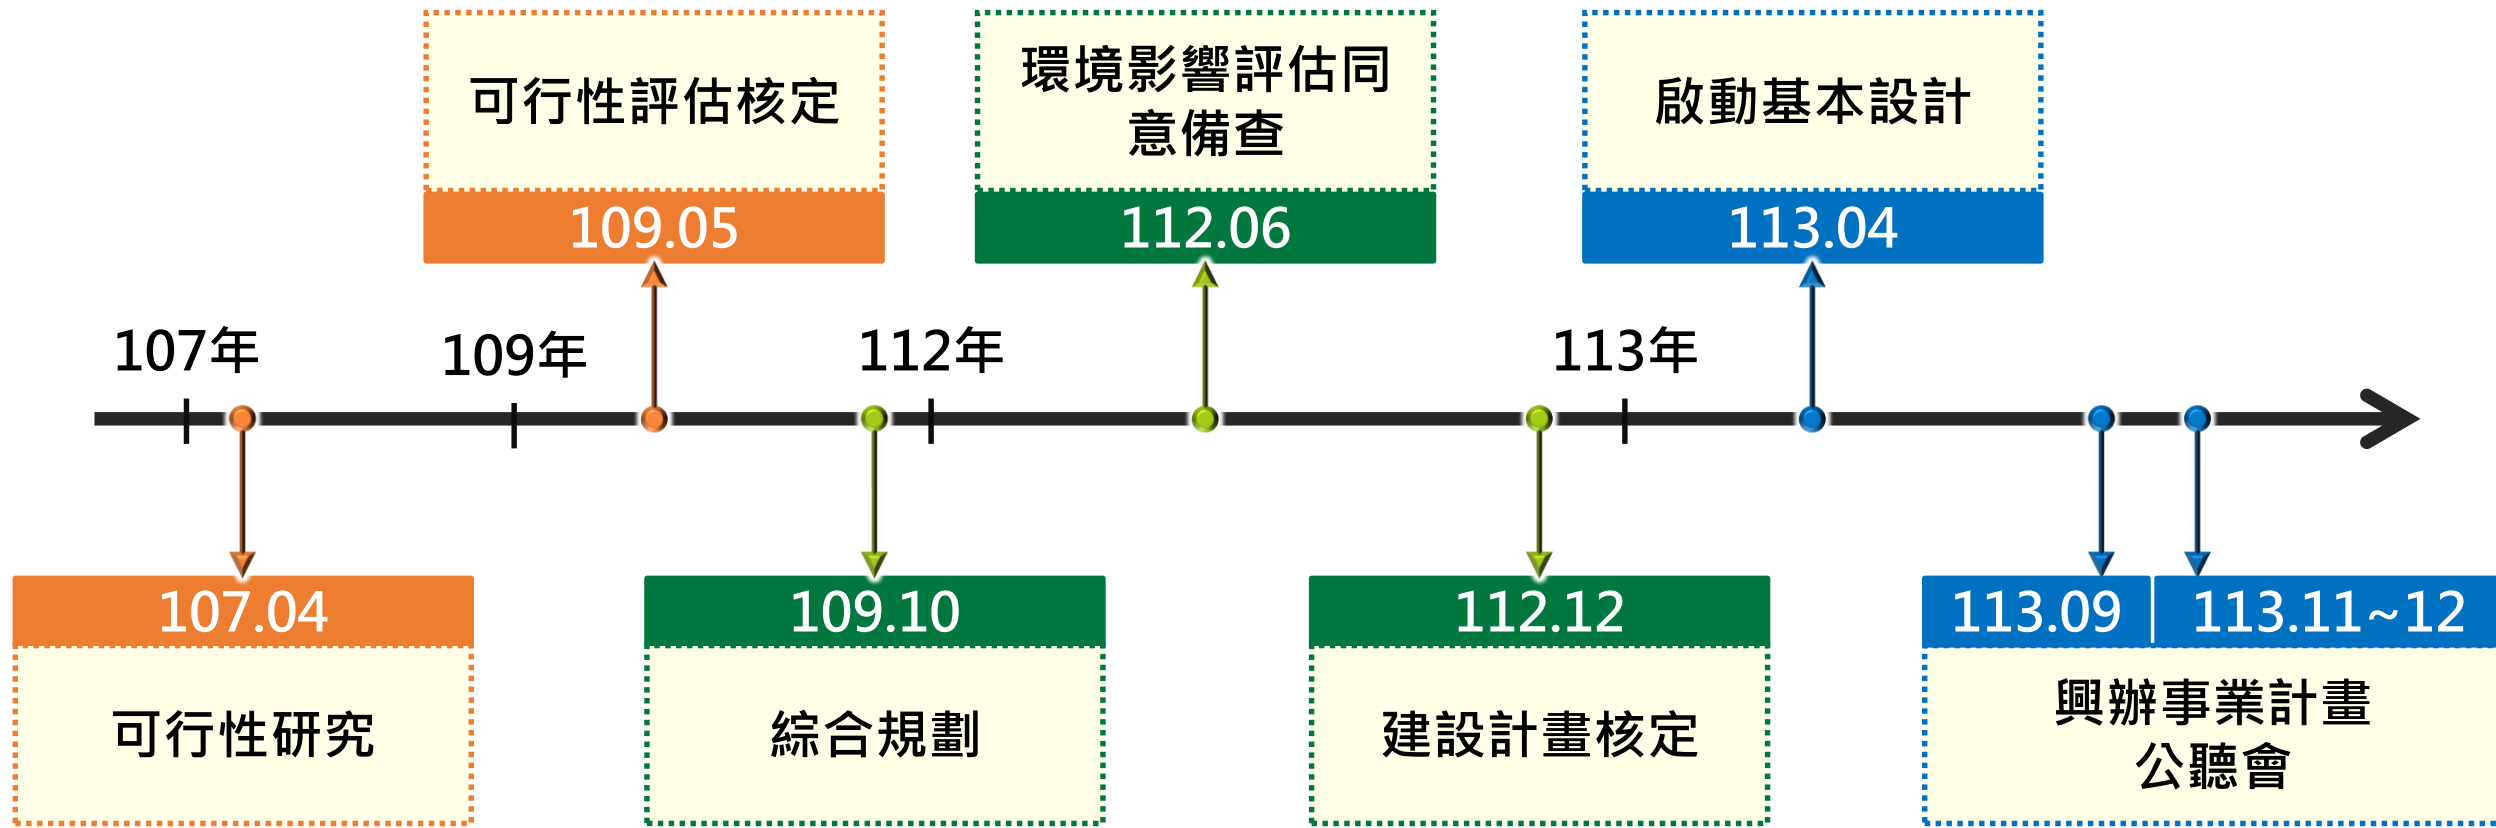 可行性評估核定
109.05
環境影響評估同
意備查
112.06
廠商基本設計
113.04
107年
109年
112年
113年
107.04
可行性研究
109.10
綜合規劃
112.12
建設計畫核定
113.09
113.11~12
興辦事業計畫
公聽會